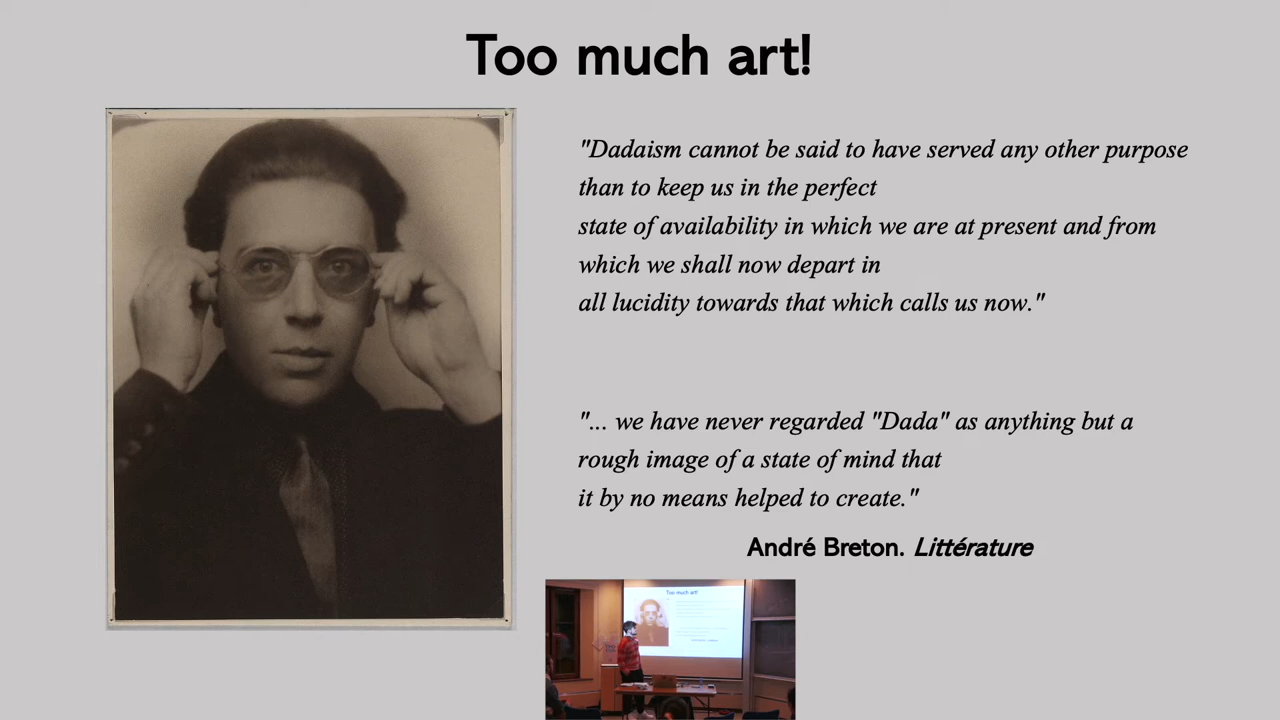 Too much art!
"Dadaism cannot be said to have served any other purpose
than to keep us in the perfect
state of availability in which we are at present and from
which we shall now depart in
all lucidity towards that which calls us now."
"... we have never regarded "Dada" as anything but a
rough image of a state of mind that
it by no means helped to create."
André Breton. Littérature
Too much art!